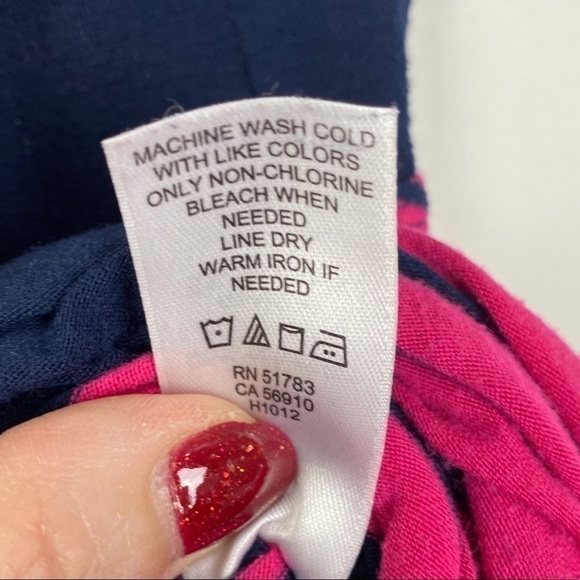 MACHINE WASH COLD
WITH LIKE COLORS
ONLY NON-CHLORINE
BLEACH WHEN
NEEDED
LINE DRY
WARM IRON IF
NEEDED
RN 51783
CA 56910
H1012